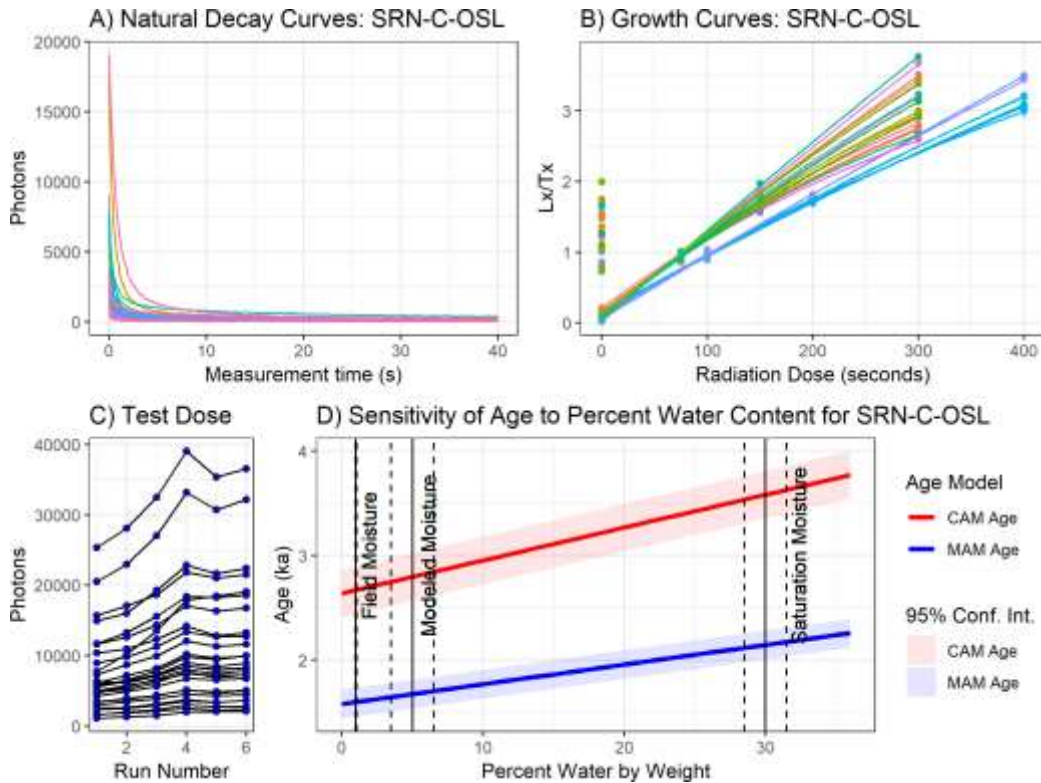 A) Natural Decay Curves: SRN-C-OSL
20000
15000
10000
5000
0
Photons
0 10 20 30 40
Measurement time (s)
B) Growth Curves: SRN-C-OSL
3
2
1
0
Lx/Tx
0 100 200 300 400
Radiation Dose (seconds)
C) Test Dose
40000
30000
20000
10000
0
Photons
2 4 6
Run Number
D) Sensitivity of Age to Percent Water Content for SRN-C-OSL
4
3
2
Age (ka)
Field Moisture
Modeled Moisture
Saturation Moisture
0 10 20 30
Percent Water by Weight
Age Model
CAM Age
MAM Age
95% Conf. Int.
CAM Age
MAM Age